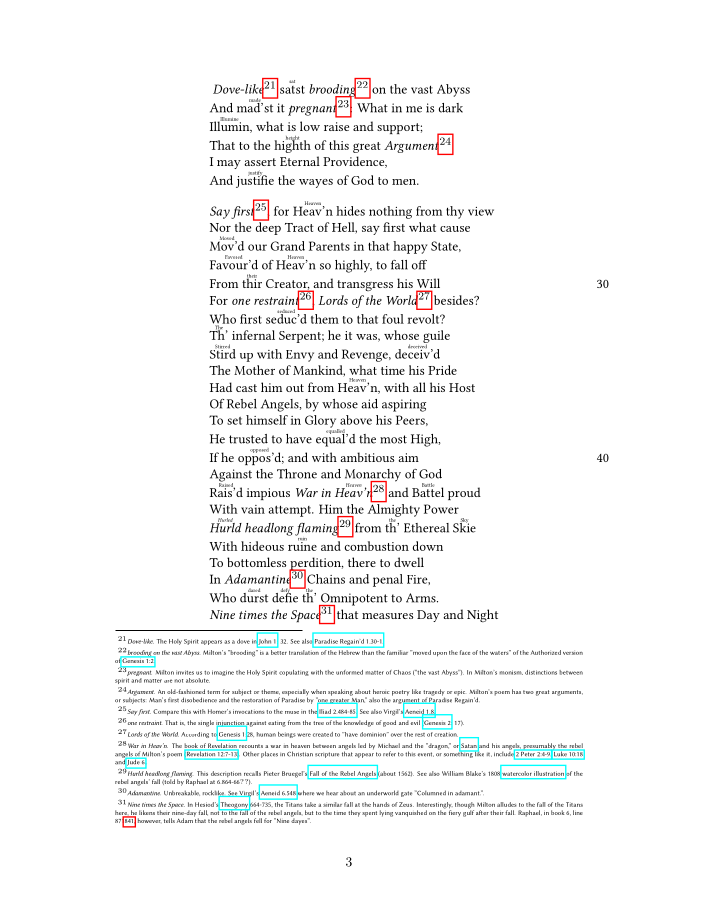 Dove-like21 satst brooding22 on the vast Abyss
sat
And mad'st it pregnant23: What in me is dark
made
Illumin, what is low raise and support;
Illumine
That to the highth of this great Argument24
height
I may assert Eternal Providence,
And justifie the wayes of God to men.
justify
Say first25, for Heav'n hides nothing from thy view
Heaven
Nor the deep Tract of Hell, say first what cause
Mov'd our Grand Parents in that happy State,
Moved
Favour'd of Heav'n so highly, to fall off
Favored Heaven
From thir Creator, and transgress his Will 30
their
For one restraint26, Lords of the World27 besides?
Who first seduc'd them to that foul revolt?
seduced
Th' infernal Serpent; he it was, whose guile
The
Stird up with Envy and Revenge, deceiv'd
Stirred deceived
The Mother of Mankind, what time his Pride
Had cast him out from Heav'n, with all his Host
Heaven
Of Rebel Angels, by whose aid aspiring
To set himself in Glory above his Peers,
He trusted to have equal'd the most High,
equalled
If he oppos'd; and with ambitious aim 40
opposed
Against the Throne and Monarchy of God
Rais'd impious War in Heav'n28 and Battel proud
Raised Heaven Battle
With vain attempt. Him the Almighty Power
Hurld headlong flaming29 from th' Ethereal Skie
Hurled the Sky
With hideous ruine and combustion down
ruin
To bottomless perdition, there to dwell
In Adamantine30 Chains and penal Fire,
Who durst defie th' Omnipotent to Arms.
dared defy the
Nine times the Space31 that measures Day and Night
21 Dove-like. The Holy Spirit appears as a dove in John 1: 32. See also Paradise Regain'd 1.30-1.
22 brooding on the vast Abyss. Milton's "brooding" is a better translation of the Hebrew than the familiar "moved upon the face of the waters" of the Authorized version
of Genesis 1:2.
23 pregnant. Milton invites us to imagine the Holy Spirit copulating with the unformed matter of Chaos ("the vast Abyss"). In Milton's monism, distinctions between
spirit and matter are not absolute.
24 Argument. An old-fashioned term for subject or theme, especially when speaking about heroic poetry like tragedy or epic. Milton's poem has two great arguments,
or subjects: Man's first disobedience and the restoration of Paradise by "one greater Man," also the argument of Paradise Regain'd.
25 Say first. Compare this with Homer's invocations to the muse in the Iliad 2.484-85. See also Virgil's Aeneid 1.8.
26 one restraint. That is, the single injunction against eating from the tree of the knowledge of good and evil (Genesis 2: 17).
27 Lords of the World. According to Genesis 1:28, human beings were created to "have dominion" over the rest of creation.
28 War in Heav'n. The book of Revelation recounts a war in heaven between angels led by Michael and the "dragon," or Satan and his angels, presumably the rebel
angels of Milton's poem (Revelation 12:7-13). Other places in Christian scripture that appear to refer to this event, or something like it, include 2 Peter 2:4-9, Luke 10:18
and Jude 6.
29 Hurld headlong flaming. This description recalls Pieter Bruegel's Fall of the Rebel Angels (about 1562). See also William Blake's 1808 watercolor illustration of the
rebel angels' fall (told by Raphael at 6.864-6677).
30 Adamantine. Unbreakable, rocklike. See Virgil's Aeneid 6.548 where we hear about an underworld gate "Columned in adamant".
31 Nine times the Space. In Hesiod's Theogony 664-735, the Titans take a similar fall at the hands of Zeus. Interestingly, though Milton alludes to the fall of the Titans
here, he likens their nine-day fall, not to the fall of the rebel angels, but to the time they spent lying vanquished on the fiery gulf after their fall. Raphael, in book 6, line
871841, however, tells Adam that the rebel angels fell for "Nine dayes".
3